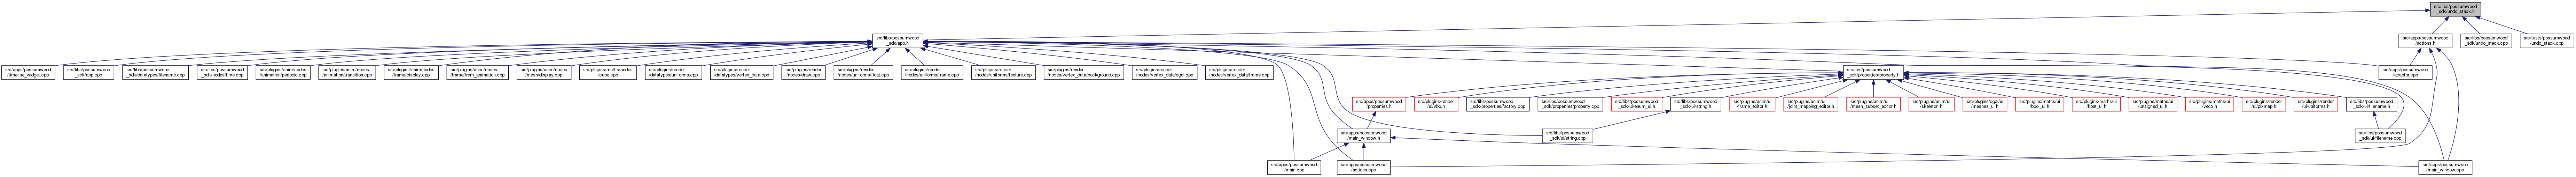 src/libs/possumwood
_sdk/undo_stack.h
src/libs/possumwood
_sdk/app.h
src/apps/possumwood
/actions.h
src/libs/possumwood
_sdk/undo_stack.cpp
src/tests/possumwood
/undo_stack.cpp
src/apps/possumwood
/timeline_widget.cpp
src/libs/possumwood
_sdk/app.cpp
src/libs/possumwood
_sdk/datatypes/filename.cpp
src/libs/possumwood
_sdk/nodes/time.cpp
src/plugins/anim/nodes
/animation/periodic.cpp
src/plugins/anim/nodes
/animation/transition.cpp
src/plugins/anim/nodes
/frame/display.cpp
src/plugins/anim/nodes
/frame/from_animation.cpp
src/plugins/anim/nodes
/mesh/display.cpp
src/plugins/maths/nodes
/cube.cpp
src/plugins/render
/datatypes/uniforms.cpp
src/plugins/render
/datatypes/vertex_data.cpp
src/plugins/render
/nodes/draw.cpp
src/plugins/render
/nodes/uniforms/float.cpp
src/plugins/render
/nodes/uniforms/frame.cpp
src/plugins/render
/nodes/uniforms/texture.cpp
src/plugins/render
/nodes/vertex_data/background.cpp
src/plugins/render
/nodes/vertex_data/cgal.cpp
src/plugins/render
/nodes/vertex_data/frame.cpp
src/libs/possumwood
_sdk/properties/property.h
src/apps/possumwood
/adaptor.cpp
src/apps/possumwood
/properties.h
src/plugins/render
/ui/vbo.h
src/libs/possumwood
_sdk/properties/factory.cpp
src/libs/possumwood
_sdk/properties/property.cpp
src/libs/possumwood
_sdk/ui/enum_ui.h
src/libs/possumwood
_sdk/ui/string.h
src/plugins/anim/ui
/frame_editor.h
src/plugins/anim/ui
/joint_mapping_editor.h
src/plugins/anim/ui
/mesh_subset_editor.h
src/plugins/anim/ui
/skeleton.h
src/plugins/cgal/ui
/meshes_ui.h
src/plugins/maths/ui
/bool_ui.h
src/plugins/maths/ui
/float_ui.h
src/plugins/maths/ui
/unsigned_ui.h
src/plugins/maths/ui
/vec3.h
src/plugins/render
/ui/pixmap.h
src/plugins/render
/ui/uniforms.h
src/libs/possumwood
_sdk/ui/filename.h
src/apps/possumwood
/main_window.h
src/libs/possumwood
_sdk/ui/string.cpp
src/libs/possumwood
_sdk/ui/filename.cpp
src/apps/possumwood
/main.cpp
src/apps/possumwood
/actions.cpp
src/apps/possumwood
/main_window.cpp